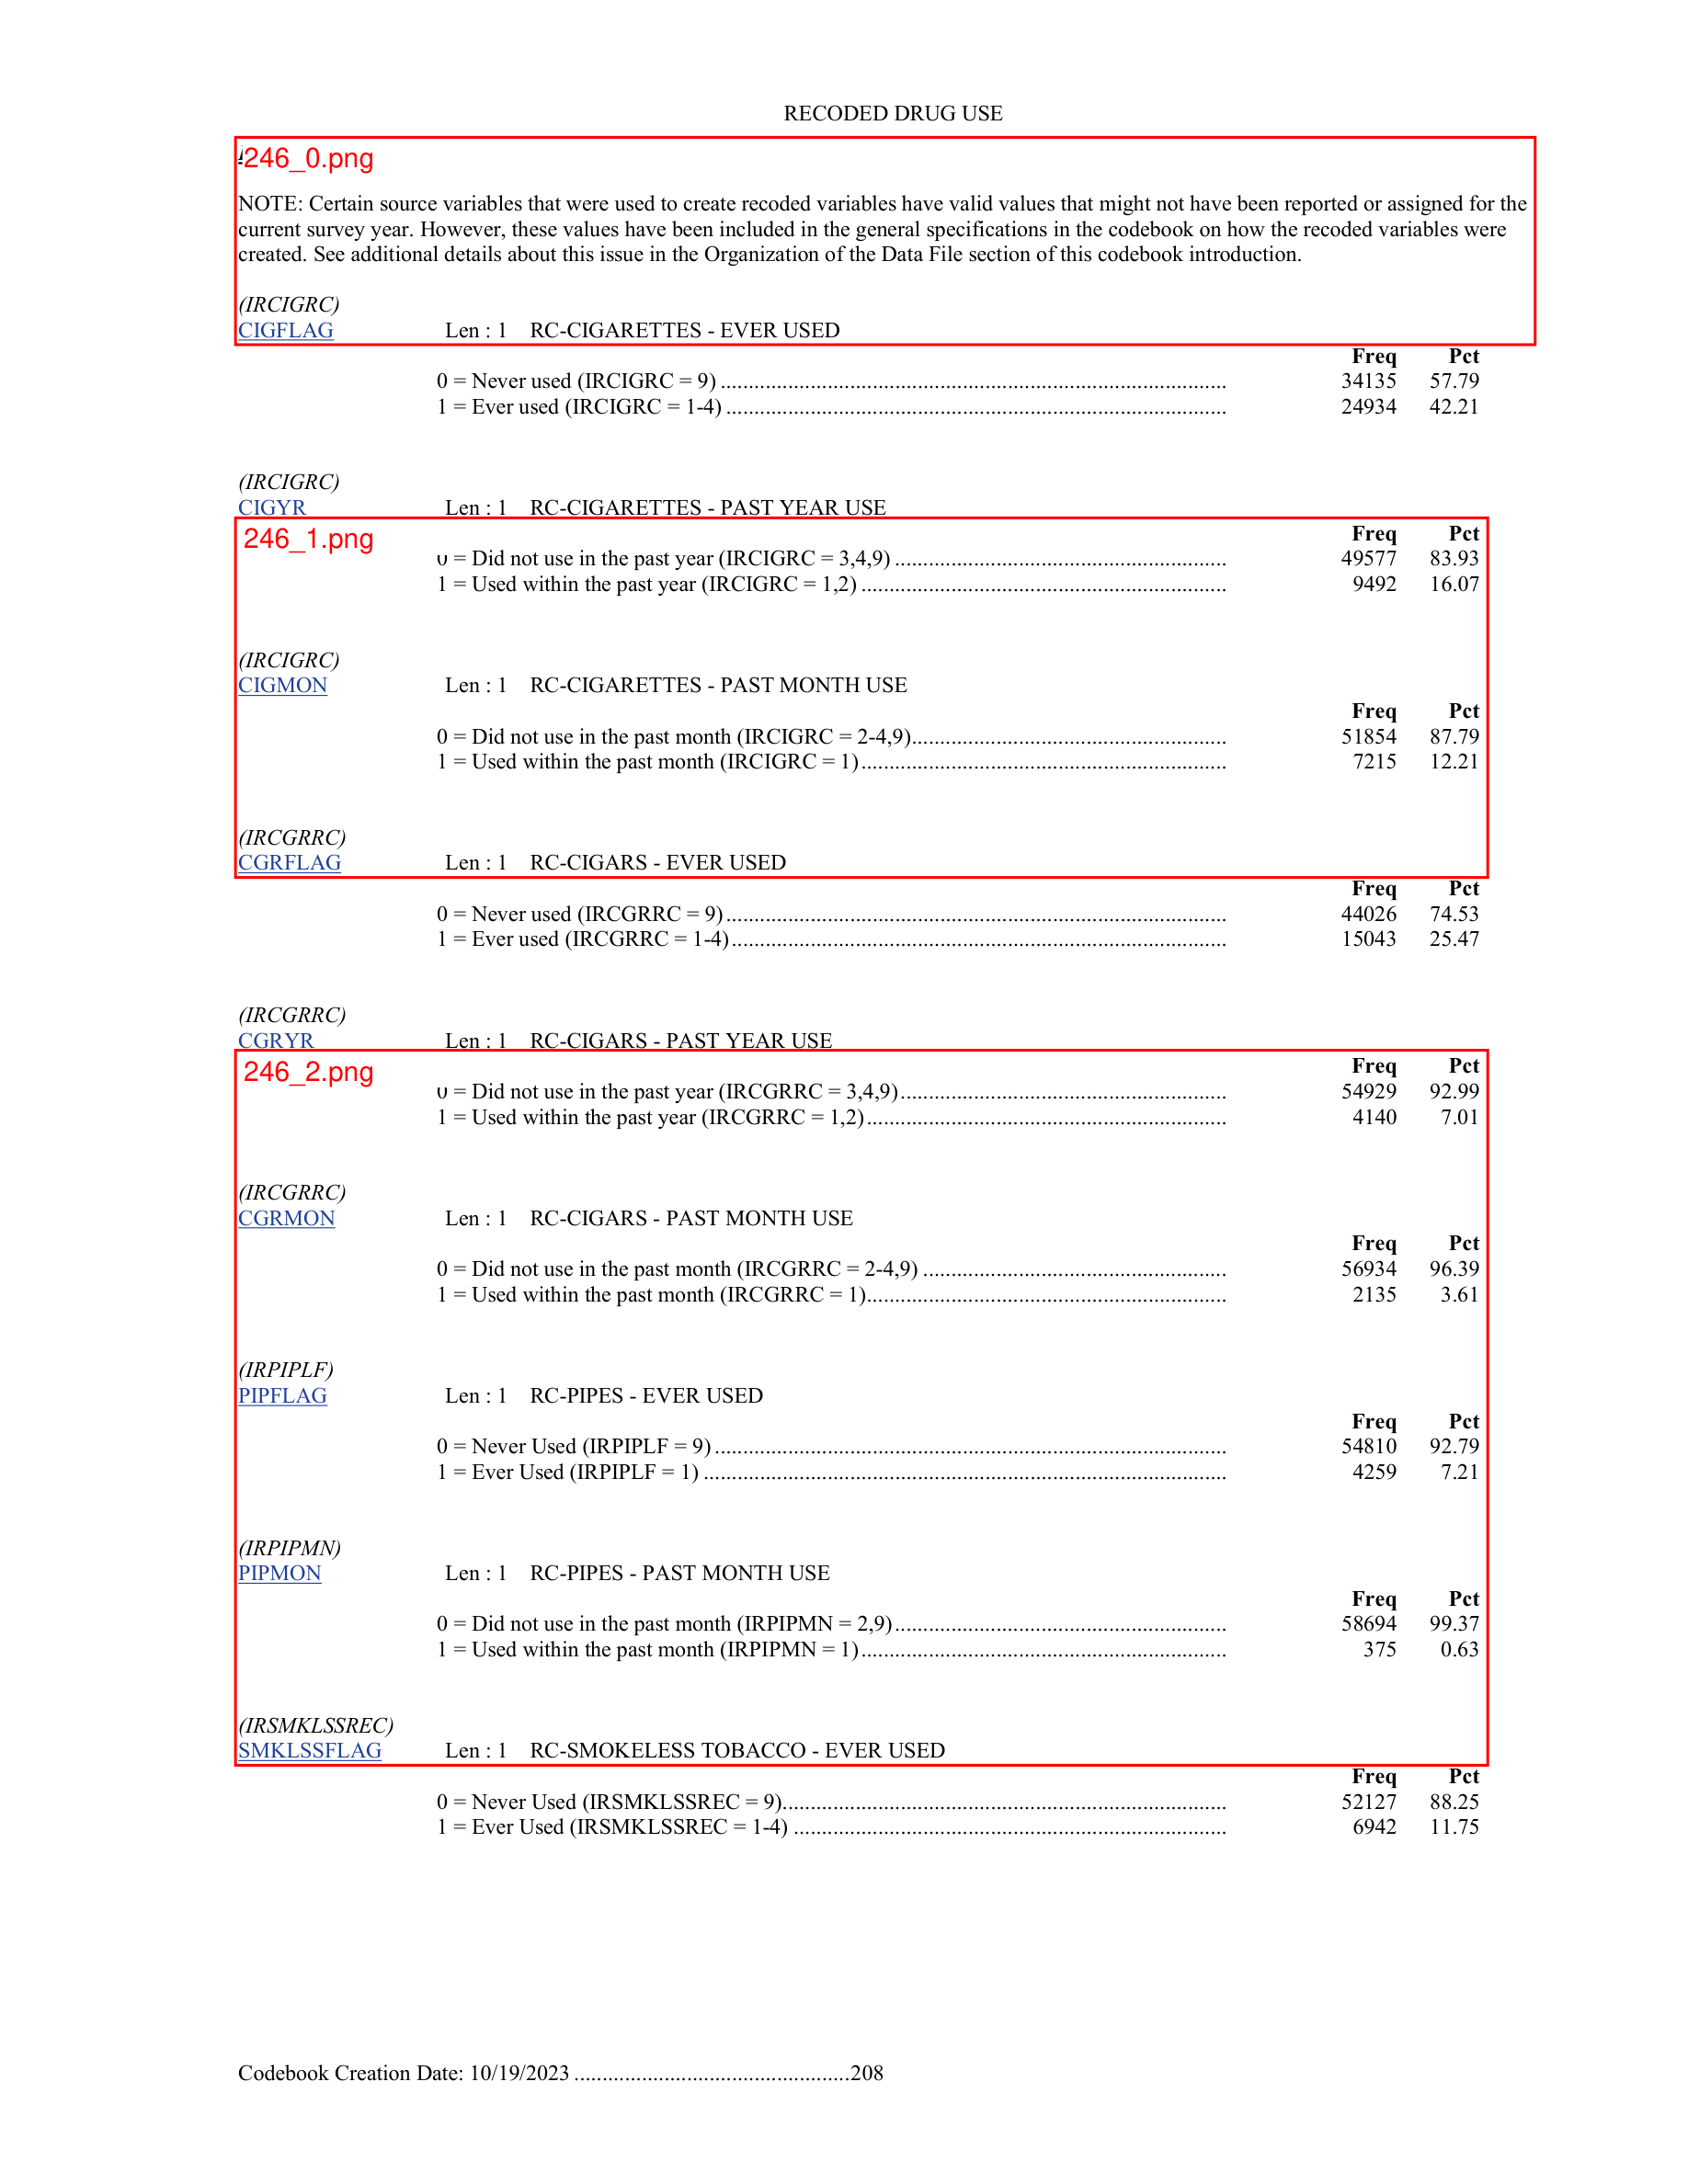 RECODED DRUG USE
246_0.png
NOTE: Certain source variables that were used to create recoded variables have valid values that might not have been reported or assigned for the
current survey year. However, these values have been included in the general specifications in the codebook on how the recoded variables were
created. See additional details about this issue in the Organization of the Data File section of this codebook introduction.
(IRCIGRC)
CIGFLAG Len : 1 RC-CIGARETTES - EVER USED
Freq Pct
0 = Never used (IRCIGRC = 9) .......... 34135 57.79
1 = Ever used (IRCIGRC = 1-4) .......... 24934 42.21
(IRCIGRC)
CIGYR Len : 1 RC-CIGARETTES - PAST YEAR USE
246_1.png Freq Pct
0 = Did not use in the past year (IRCIGRC = 3,4,9) .......... 49577 83.93
1 = Used within the past year (IRCIGRC = 1,2) .......... 9492 16.07
(IRCIGRC)
CIGMON Len : 1 RC-CIGARETTES - PAST MONTH USE
Freq Pct
0 = Did not use in the past month (IRCIGRC = 2-4,9).......... 51854 87.79
1 = Used within the past month (IRCIGRC = 1).......... 7215 12.21
(IRCGRRC)
CGRFLAG Len : 1 RC-CIGARS - EVER USED
Freq Pct
0 = Never used (IRCGRRC = 9).......... 44026 74.53
1 = Ever used (IRCGRRC = 1-4).......... 15043 25.47
(IRCGRRC)
CGRYR Len : 1 RC-CIGARS - PAST YEAR USE
246_2.png Freq Pct
0 = Did not use in the past year (IRCGRRC = 3,4,9).......... 54929 92.99
1 = Used within the past year (IRCGRRC = 1,2).......... 4140 7.01
(IRCGRRC)
CGRMON Len : 1 RC-CIGARS - PAST MONTH USE
Freq Pct
0 = Did not use in the past month (IRCGRRC = 2-4,9) .......... 56934 96.39
1 = Used within the past month (IRCGRRC = 1).......... 2135 3.61
(IRPIPLF)
PIPFLAG Len : 1 RC-PIPES - EVER USED
Freq Pct
0 = Never Used (IRPIPLF = 9) .......... 54810 92.79
1 = Ever Used (IRPIPLF = 1) .......... 4259 7.21
(IRPIPMN)
PIPMON Len : 1 RC-PIPES - PAST MONTH USE
Freq Pct
0 = Did not use in the past month (IRPIPMN = 2,9).......... 58694 99.37
1 = Used within the past month (IRPIPMN = 1).......... 375 0.63
(IRSMKLSSREC)
SMKLSSFLAG Len : 1 RC-SMOKELESS TOBACCO - EVER USED
Freq Pct
0 = Never Used (IRSMKLSSREC = 9).......... 52127 88.25
1 = Ever Used (IRSMKLSSREC = 1-4) .......... 6942 11.75
Codebook Creation Date: 10/19/2023 ..........208